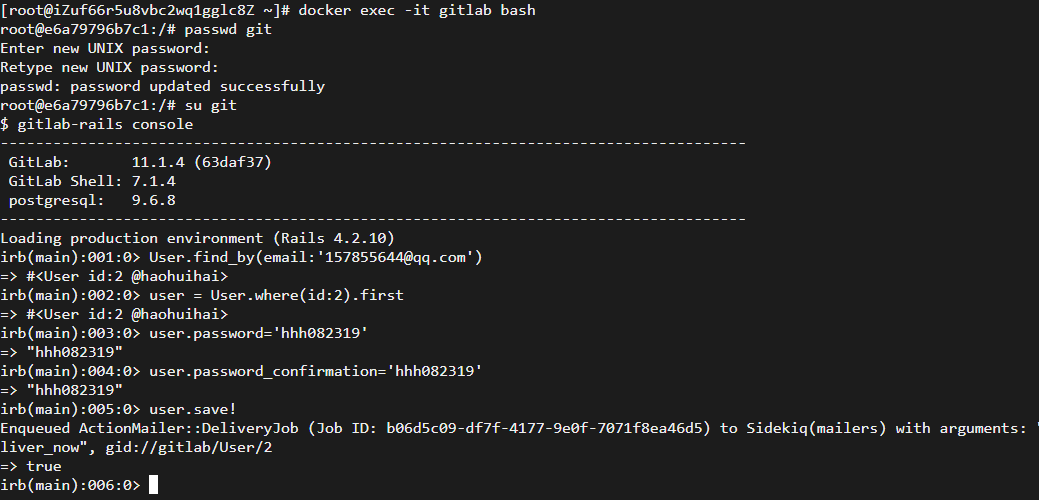 [root@iZuf66r5u8vbc2wq1gglc8Z ~]# docker exec -it gitlab bash
root@e6a79796b7c1:/# passwd git
Enter new UNIX password:
Retype new UNIX password:
passwd: password updated successfully
root@e6a79796b7c1:/# su git
$ gitlab-rails console
-------------------------------------------------------------------------------------
 GitLab:       11.1.4 (63daf37)
 GitLab Shell: 7.1.4
 postgresql:   9.6.8
-------------------------------------------------------------------------------------
Loading production environment (Rails 4.2.10)
irb(main):001:0> User.find_by(email:'157855644@qq.com')
=> #<User id:2 @haohuihai>
irb(main):002:0> user = User.where(id:2).first
=> #<User id:2 @haohuihai>
irb(main):003:0> user.password='hhh082319'
=> "hhh082319"
irb(main):004:0> user.password_confirmation='hhh082319'
=> "hhh082319"
irb(main):005:0> user.save!
Enqueued ActionMailer::DeliveryJob (Job ID: b06d5c09-df7f-4177-9e0f-7071f8ea46d5) to Sidekiq(mailers) with arguments: "
liver_now", gid://gitlab/User/2
=> true
irb(main):006:0>